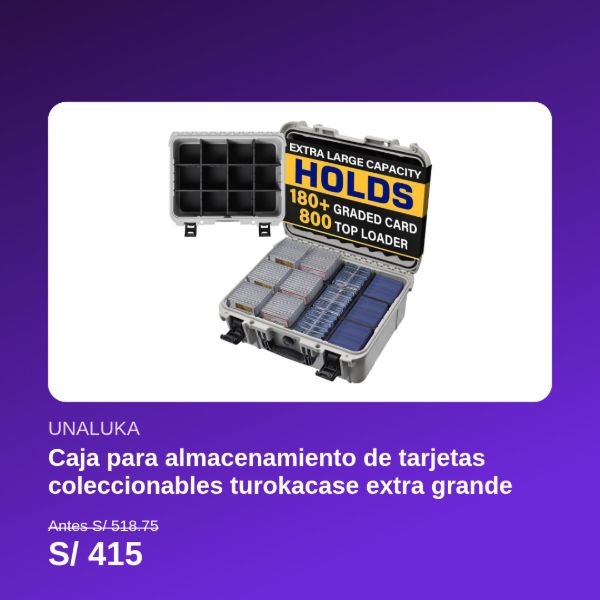 EXTRA LARGE CAPACITY
HOLDS
180+ GRADED CARD
800 TOP LOADER
UNALUKA
Caja para almacenamiento de tarjetas
coleccionables turokacase extra grande
Antes S/ 518.75
S/ 415